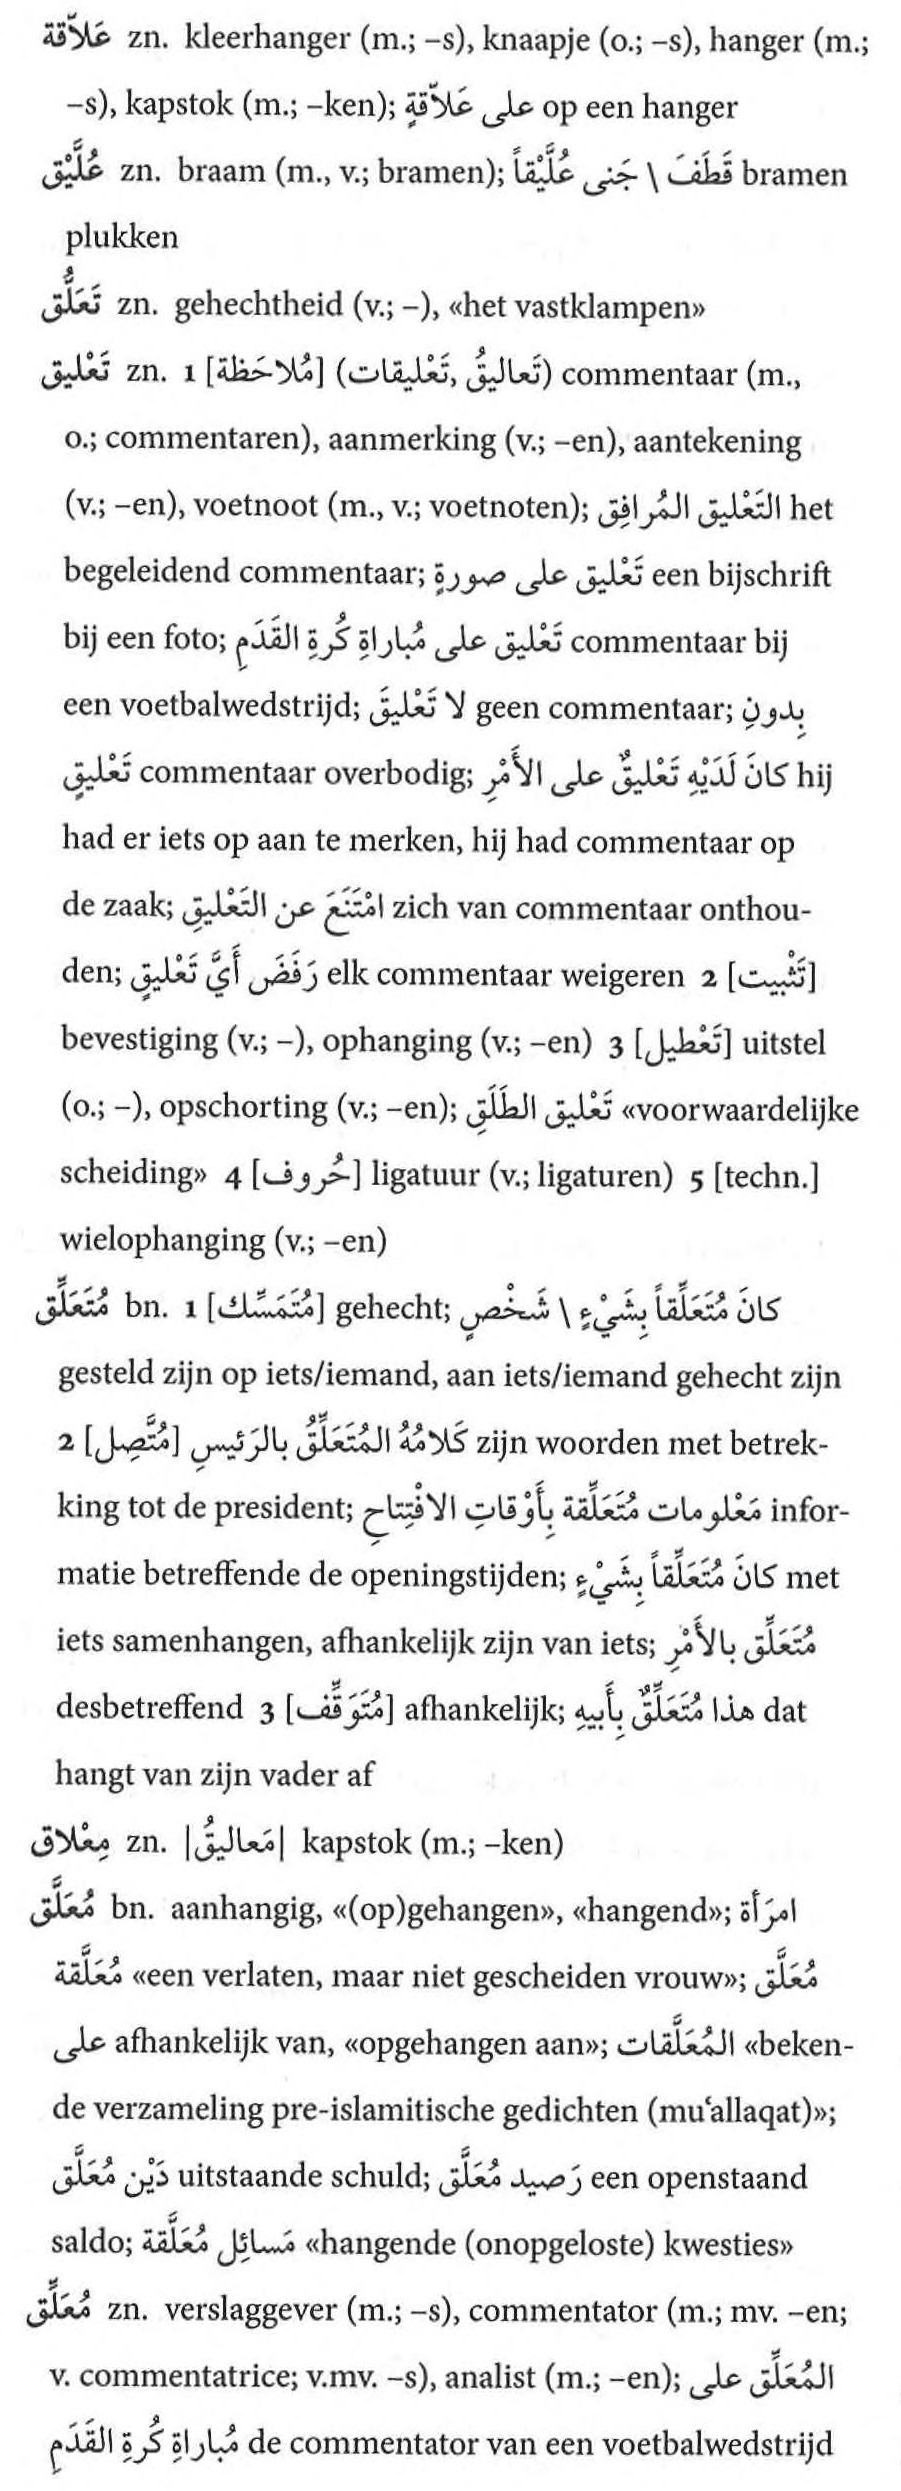 عَلاَّقة zn. kleerhanger (m.; –s), knaapje (o.; –s), hanger (m.;
–s), kapstok (m.; –ken); على عَلاَّقةٍ op een hanger
عُلَّيْق zn. braam (m., v.; bramen); قَطَفَ \ جَنى عُلَّيْقاً bramen
plukken
تَعَلُّق zn. gehechtheid (v.; –), «het vastklampen»
تَعْليق zn. 1 [مُلاحَظة] (تَعاليقُ, تَعْليقات) commentaar (m.,
o.; commentaren), aanmerking (v.; –en), aantekening
(v.; –en), voetnoot (m., v.; voetnoten); التَعْليق المُرافِق het
begeleidend commentaar; تَعْليق على صورةٍ een bijschrift
bij een foto; تَعْليق على مُباراةِ كُرةِ القَدَمِ commentaar bij
een voetbalwedstrijd; لا تَعْليقَ geen commentaar; بِدونِ
تَعْليقٍ commentaar overbodig; كانَ لَدَيْهِ تَعْليقٌ على الأَمْرِ hij
had er iets op aan te merken, hij had commentaar op
de zaak; امْتَنَعَ عن التَعْليقِ zich van commentaar onthou-
den; رَفَضَ أَيَّ تَعْليقٍ elk commentaar weigeren 2 [تَثْبيت]
bevestiging (v.; –), ophanging (v.; –en) 3 [تَعْطيل] uitstel
(o.; –), opschorting (v.; –en); تَعْليق الطَلَقِ «voorwaardelijke
scheiding» 4 [حُروف] ligatuur (v.; ligaturen) 5 [techn.]
wielophanging (v.; –en)
مُتَعَلِّق bn. 1 [مُتَمَسِّك] gehecht; كانَ مُتَعَلِّقاً بِشَيْءٍ \ شَخْصٍ
gesteld zijn op iets/iemand, aan iets/iemand gehecht zijn
2 [مُتَّصِل] كَلامُهُ المُتَعَلِّقُ بالرَئيسِ zijn woorden met betrek-
king tot de president; مَعْلومات مُتَعَلِّقة بِأَوْقاتِ الافْتِتاحِ infor-
matie betreffende de openingstijden; كانَ مُتَعَلِّقاً بِشَيْءٍ met
iets samenhangen, afhankelijk zijn van iets; مُتَعَلِّق بالأَمْرِ
desbetreffend 3 [مُتَوَقِّف] afhankelijk; هذا مُتَعَلِّقٌ بِأَبيهِ dat
hangt van zijn vader af
مِعْلاق zn. |مَعاليقُ| kapstok (m.; –ken)
مُعَلَّق bn. aanhangig, «(op)gehangen», «hangend»; امرَأة
مُعَلَّقة «een verlaten, maar niet gescheiden vrouw»; مُعَلَّق
على afhankelijk van, «opgehangen aan»; المُعَلَّقات «beken-
de verzameling pre-islamitische gedichten (mu‘allaqat)»;
دَيْن مُعَلَّق uitstaande schuld; رَصيد مُعَلَّق een openstaand
saldo; مَسائِل مُعَلَّقة «hangende (onopgeloste) kwesties»
مُعَلِّق zn. verslaggever (m.; –s), commentator (m.; mv. –en;
v. commentatrice; v.mv. –s), analist (m.; –en); المُعَلِّق على
مُباراةِ كُرةِ القَدَمِ de commentator van een voetbalwedstrijd